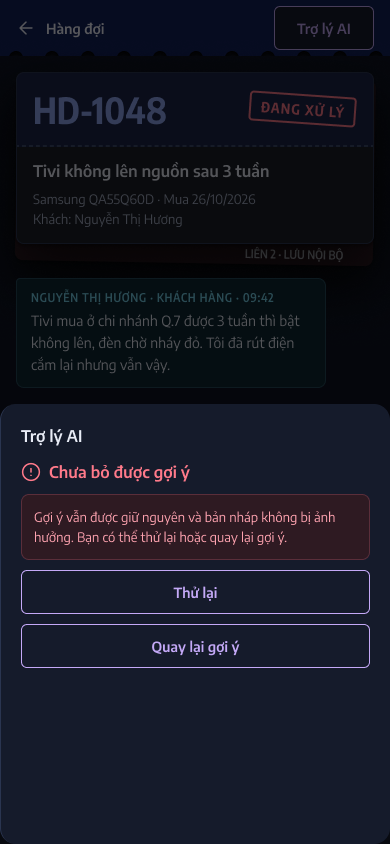 Hàng đợi
Trợ lý AI
HD-1048
ĐANG XỬ LÝ
Tivi không lên nguồn sau 3 tuần
Samsung QA55Q60D · Mua 26/10/2026
Khách: Nguyễn Thị Hương
LIÊN 2 - LƯU NỘI BỘ
NGUYỄN THỊ HƯƠNG · KHÁCH HÀNG · 09:42
Tivi mua ở chi nhánh Q.7 được 3 tuần thì bật
không lên, đèn chờ nháy đỏ. Tôi đã rút điện
cắm lại nhưng vẫn vậy.
Trợ lý AI
Chưa bỏ được gợi ý
Gợi ý vẫn được giữ nguyên và bản nháp không bị ảnh
hưởng. Bạn có thể thử lại hoặc quay lại gợi ý.
Thử lại
Quay lại gợi ý